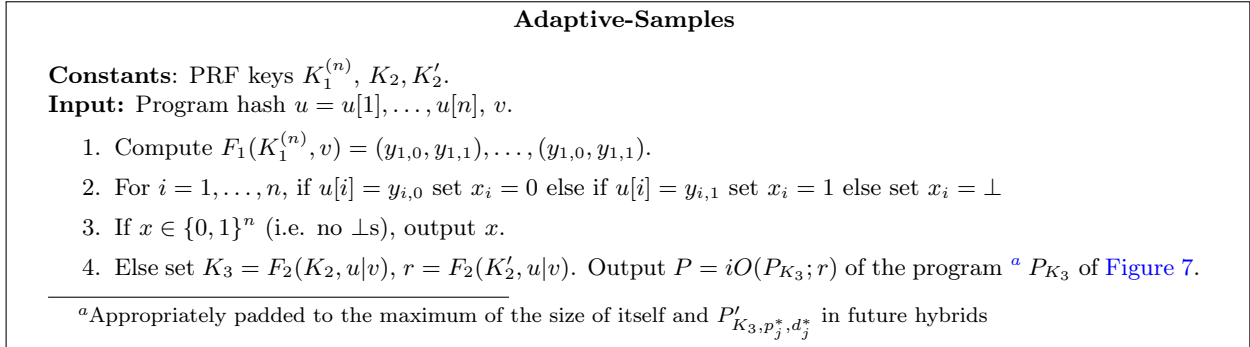 Adaptive-Samples
Constants: PRF keys K_1^{(n)}, K_2, K_2'.
Input: Program hash u = u[1], . . . , u[n], v.
1. Compute F_1(K_1^{(n)}, v) = (y_{1,0}, y_{1,1}), . . . , (y_{1,0}, y_{1,1}).
2. For i = 1, . . . , n, if u[i] = y_{i,0} set x_i = 0 else if u[i] = y_{i,1} set x_i = 1 else set x_i = ⊥
3. If x ∈ {0, 1}^n (i.e. no ⊥s), output x.
4. Else set K_3 = F_2(K_2, u|v), r = F_2(K_2', u|v). Output P = iO(P_{K_3}; r) of the program ^a P_{K_3} of Figure 7.
^aAppropriately padded to the maximum of the size of itself and P'_{K_3,p_j^*,d_j^*} in future hybrids